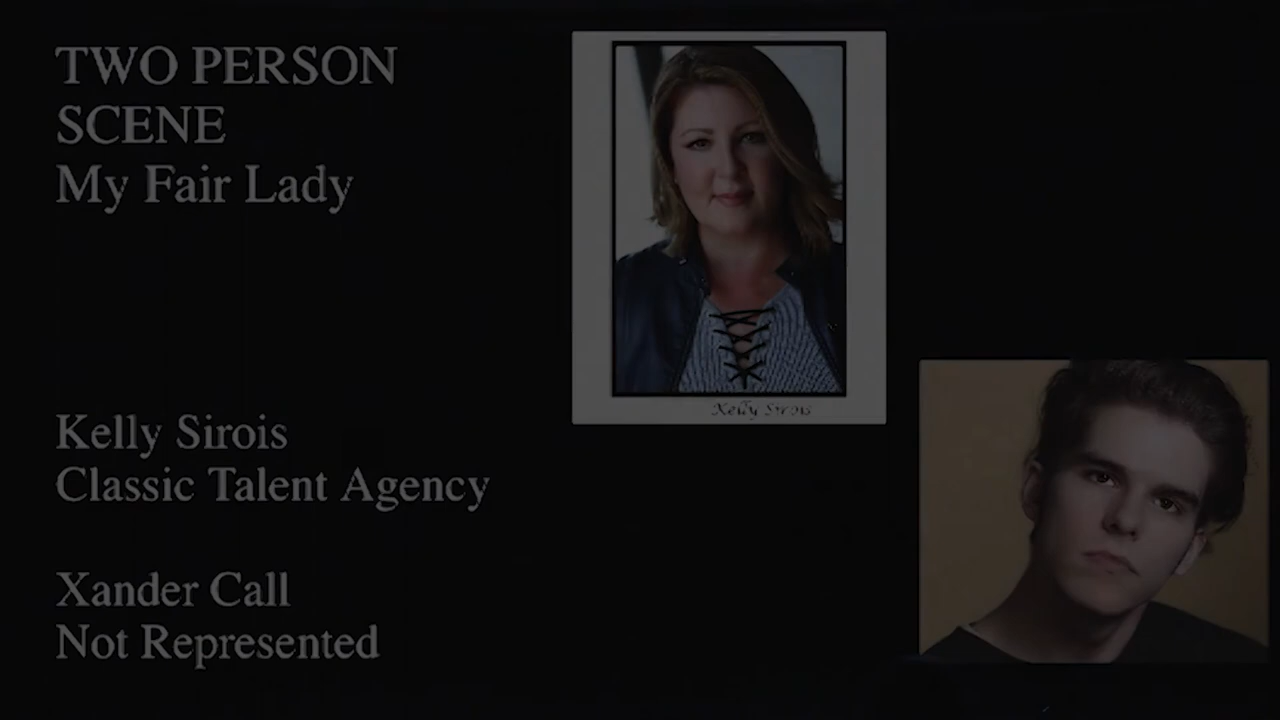 TWO PERSON
SCENE
My Fair Lady
Kelly Sirois
Kelly Sirois
Classic Talent Agency
Xander Call
Not Represented